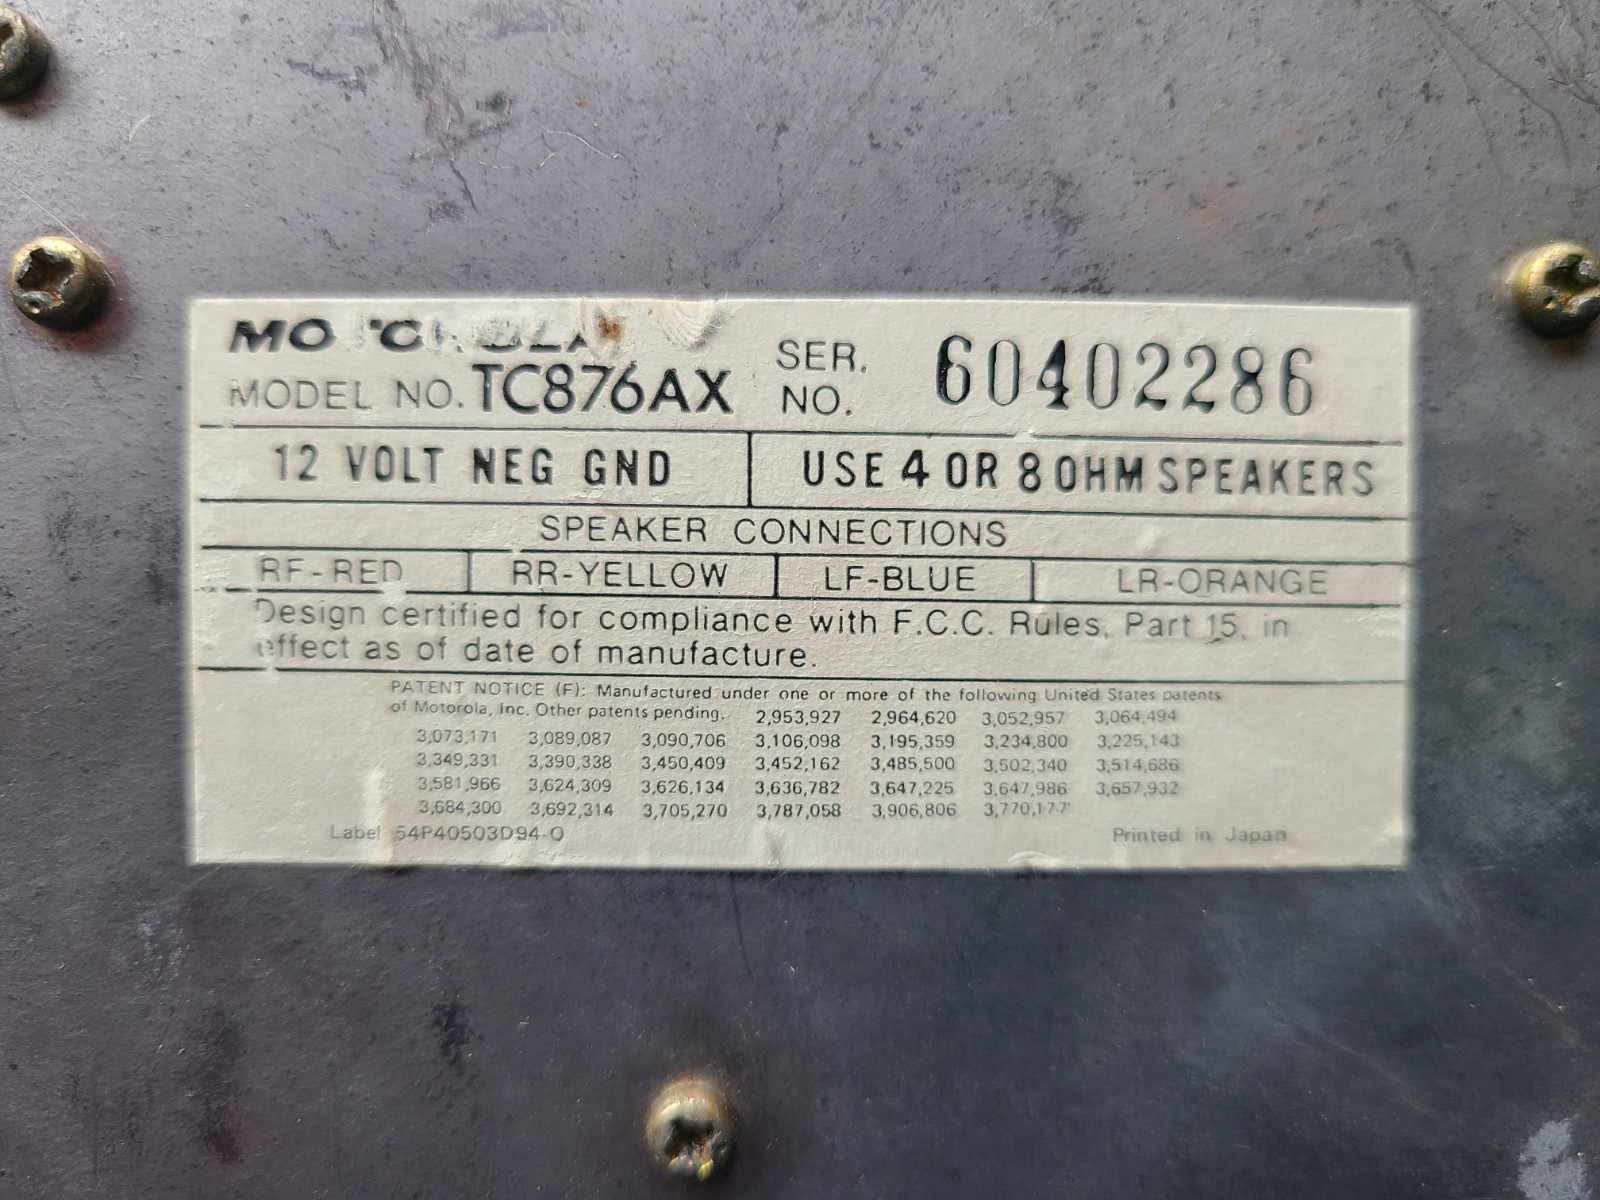 MOTOROLA
MODEL NO. TC876AX
SER. NO. 60402286
12 VOLT NEG GND
USE 4 OR 8 OHM SPEAKERS
SPEAKER CONNECTIONS
RF-RED RR-YELLOW LF-BLUE LR-ORANGE
Design certified for compliance with F.C.C. Rules, Part 15, in
effect as of date of manufacture.
PATENT NOTICE (F): Manufactured under one or more of the following United States patents
of Motorola, Inc. Other patents pending. 2,953,927 2,964,620 3,052,957 3,064,494
3,073,171 3,089,087 3,090,706 3,106,098 3,195,359 3,234,800 3,225,143
3,349,331 3,390,338 3,450,409 3,452,162 3,485,500 3,502,340 3,514,686
3,581,966 3,624,309 3,626,134 3,636,782 3,647,225 3,647,986 3,657,932
3,684,300 3,692,314 3,705,270 3,787,058 3,906,806 3,770,177
Label 54P40503D94-O Printed in Japan